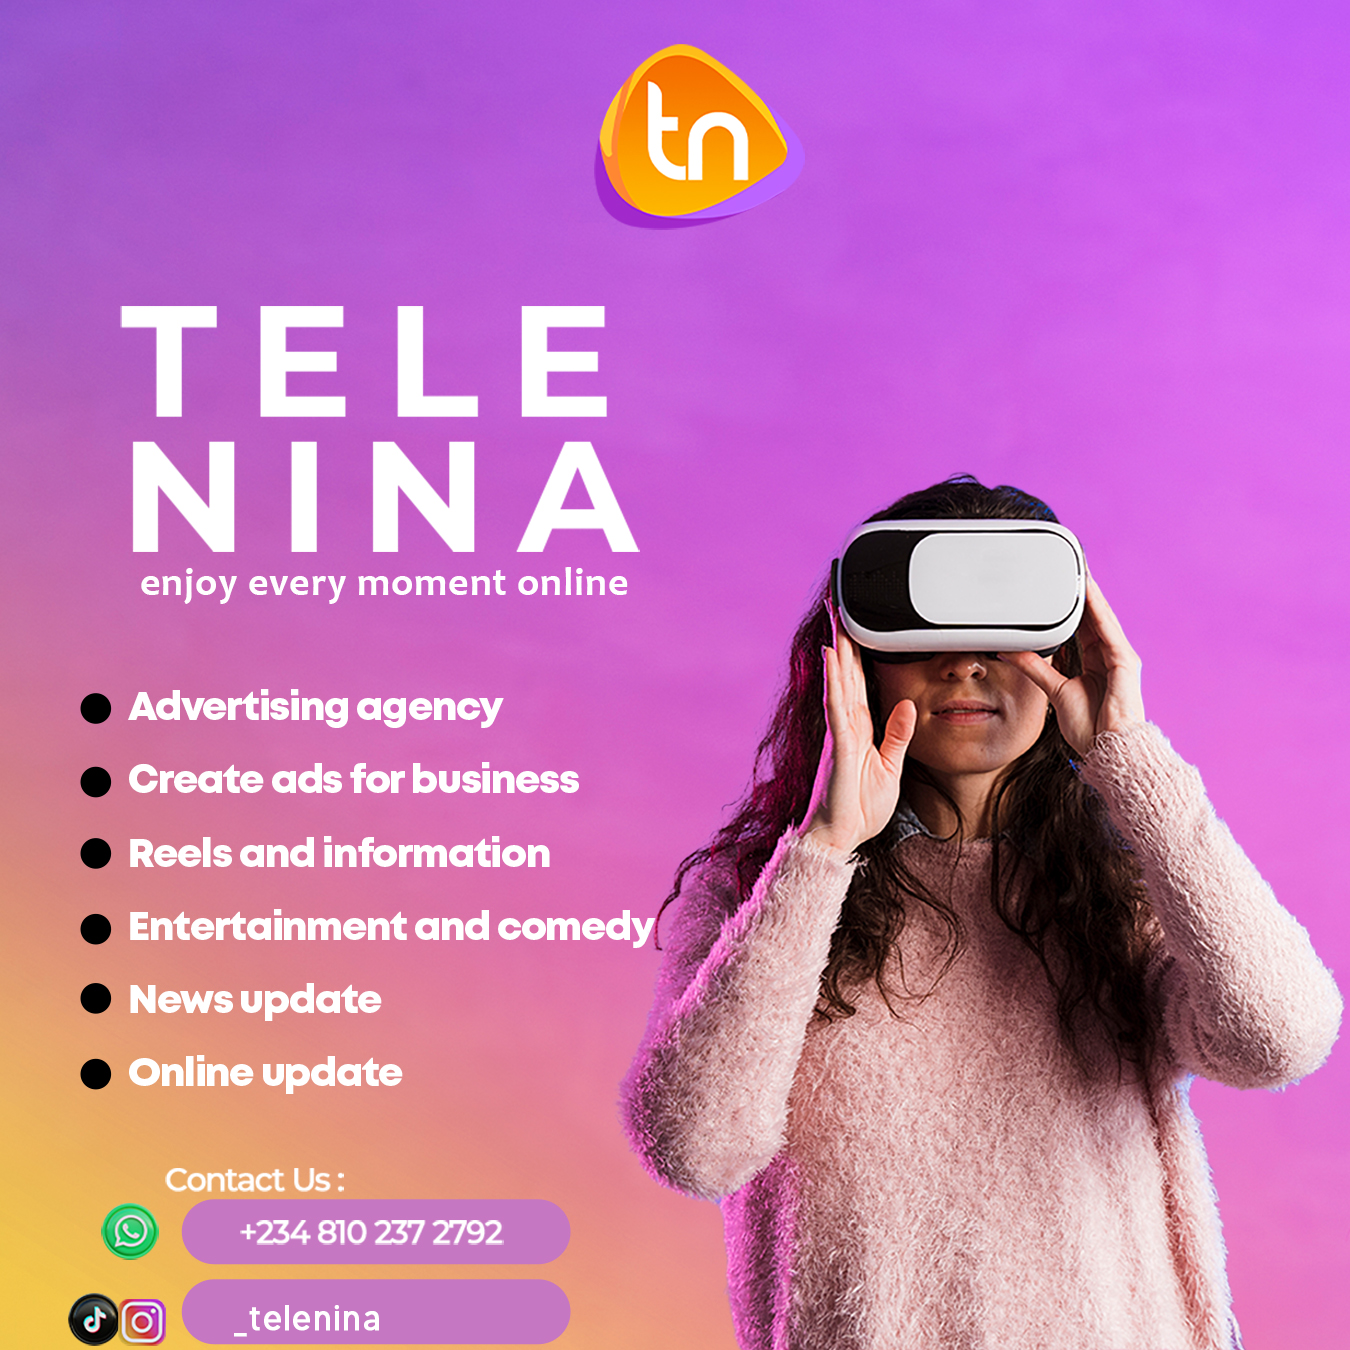 tn
TELE
NINA
enjoy every moment online
Advertising agency
Create ads for business
Reels and information
Entertainment and comedy
News update
Online update
Contact Us :
+234 810 237 2792
_telenina